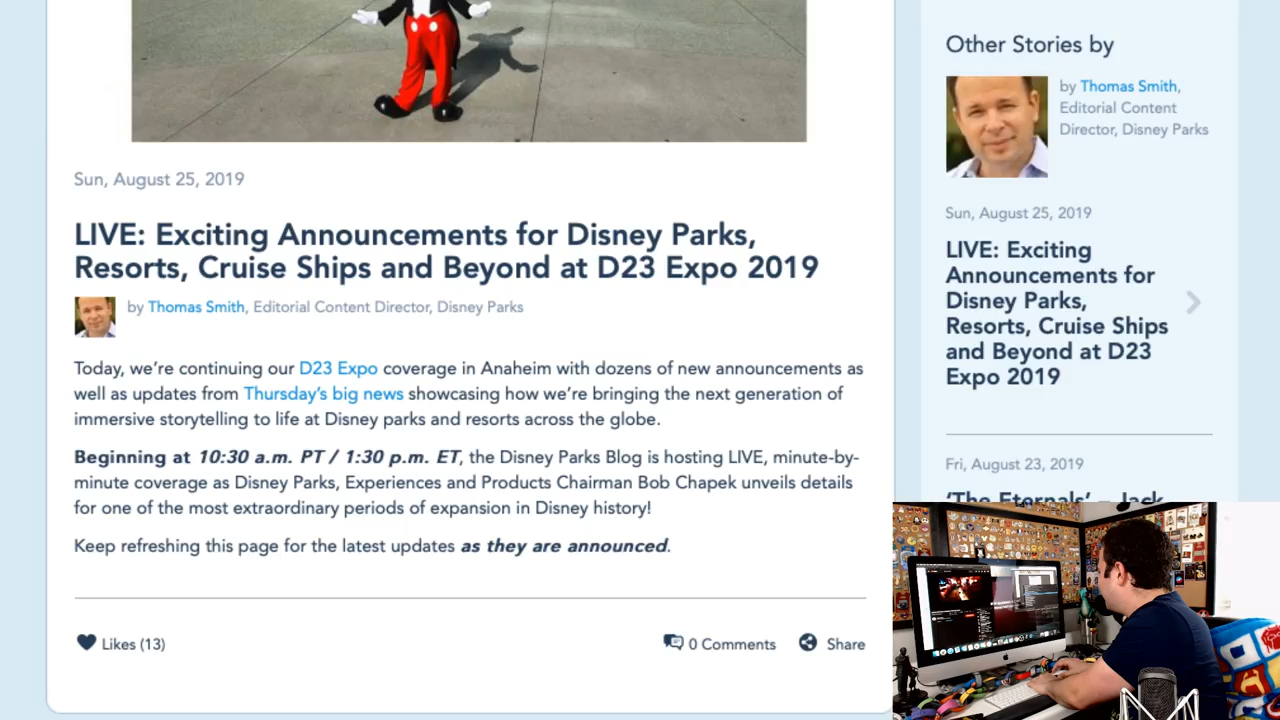 Sun, August 25, 2019
LIVE: Exciting Announcements for Disney Parks,
Resorts, Cruise Ships and Beyond at D23 Expo 2019
by Thomas Smith, Editorial Content Director, Disney Parks
Today, we’re continuing our D23 Expo coverage in Anaheim with dozens of new announcements as
well as updates from Thursday’s big news showcasing how we’re bringing the next generation of
immersive storytelling to life at Disney parks and resorts across the globe.
Beginning at 10:30 a.m. PT / 1:30 p.m. ET, the Disney Parks Blog is hosting LIVE, minute-by-
minute coverage as Disney Parks, Experiences and Products Chairman Bob Chapek unveils details
for one of the most extraordinary periods of expansion in Disney history!
Keep refreshing this page for the latest updates as they are announced.
Likes (13)
0 Comments
Share
Other Stories by
by Thomas Smith,
Editorial Content
Director, Disney Parks
Sun, August 25, 2019
LIVE: Exciting
Announcements for
Disney Parks,
Resorts, Cruise Ships
and Beyond at D23
Expo 2019
Fri, August 23, 2019
‘The Eternals’ – Jack